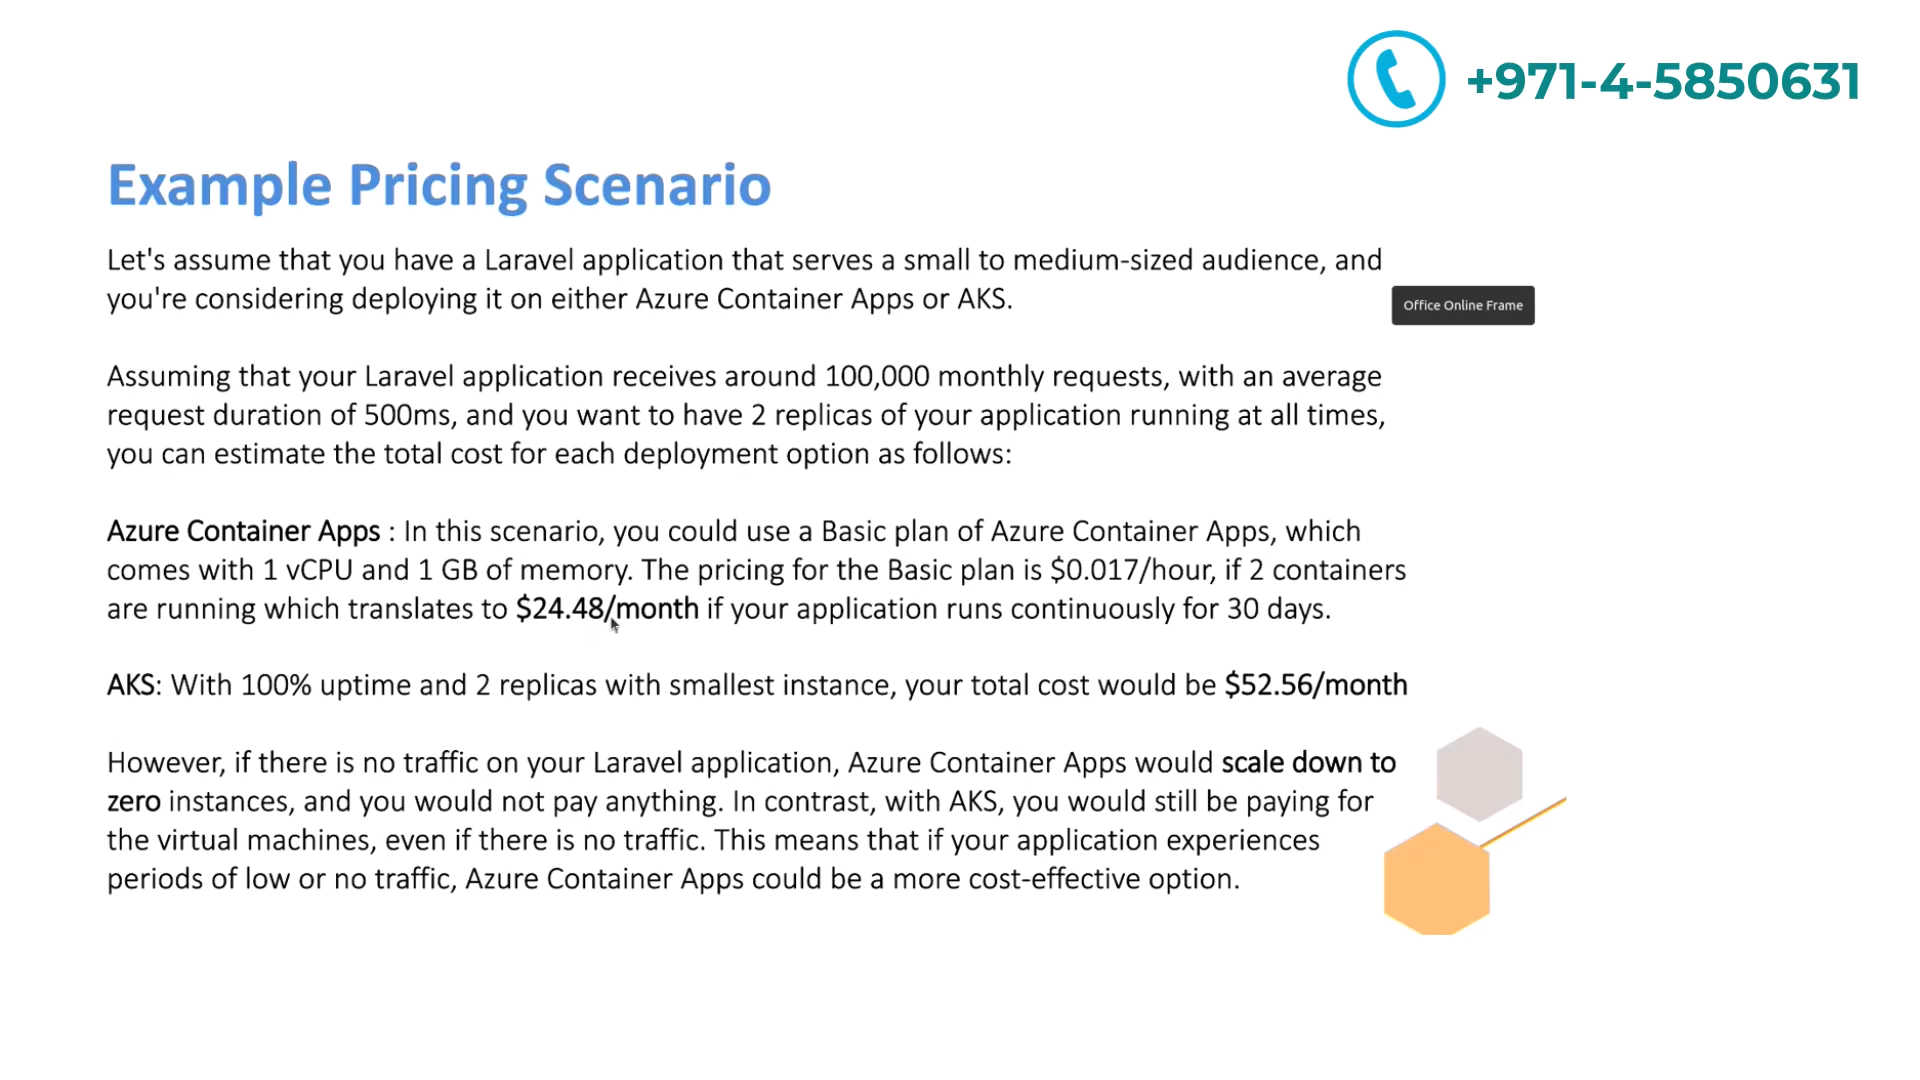 +971-4-5850631
Example Pricing Scenario
Let's assume that you have a Laravel application that serves a small to medium-sized audience, and
you're considering deploying it on either Azure Container Apps or AKS.
Office Online Frame
Assuming that your Laravel application receives around 100,000 monthly requests, with an average
request duration of 500ms, and you want to have 2 replicas of your application running at all times,
you can estimate the total cost for each deployment option as follows:
Azure Container Apps : In this scenario, you could use a Basic plan of Azure Container Apps, which
comes with 1 vCPU and 1 GB of memory. The pricing for the Basic plan is $0.017/hour, if 2 containers
are running which translates to $24.48/month if your application runs continuously for 30 days.
AKS: With 100% uptime and 2 replicas with smallest instance, your total cost would be $52.56/month
However, if there is no traffic on your Laravel application, Azure Container Apps would scale down to
zero instances, and you would not pay anything. In contrast, with AKS, you would still be paying for
the virtual machines, even if there is no traffic. This means that if your application experiences
periods of low or no traffic, Azure Container Apps could be a more cost-effective option.